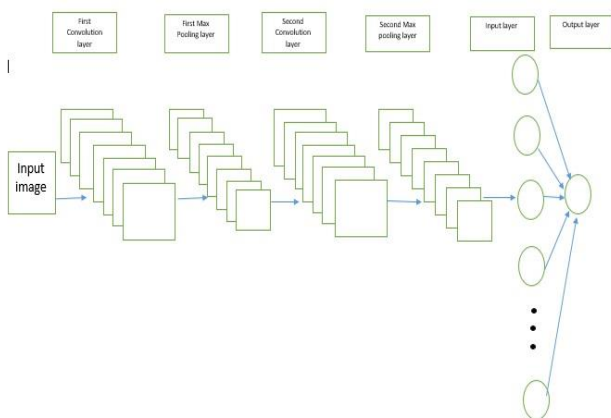 First
Convolution
layer
First Max
Pooling layer
Second
Convolution
layer
Second Max
pooling layer
Input layer
Output layer
Input
image